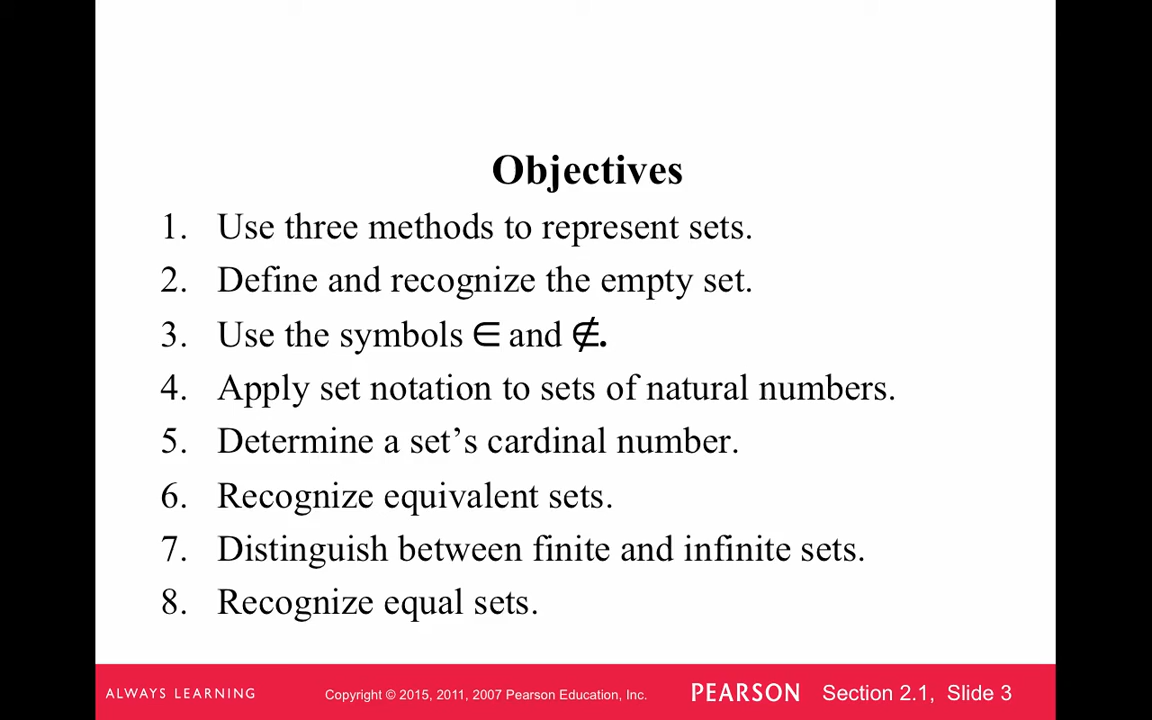 Objectives
1. Use three methods to represent sets.
2. Define and recognize the empty set.
3. Use the symbols ∈ and ∉.
4. Apply set notation to sets of natural numbers.
5. Determine a set’s cardinal number.
6. Recognize equivalent sets.
7. Distinguish between finite and infinite sets.
8. Recognize equal sets.
ALWAYS LEARNING Copyright © 2015, 2011, 2007 Pearson Education, Inc. PEARSON Section 2.1, Slide 3